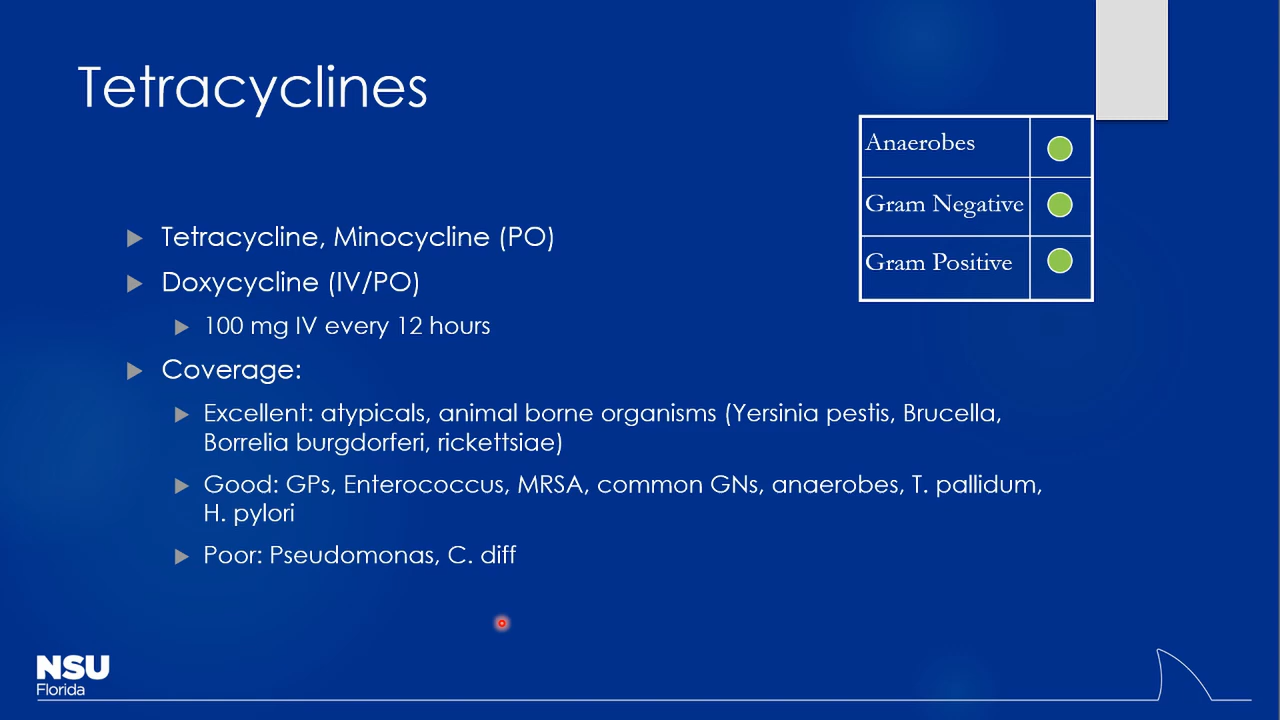 Tetracyclines
Anaerobes
Gram Negative
Gram Positive
Tetracycline, Minocycline (PO)
Doxycycline (IV/PO)
100 mg IV every 12 hours
Coverage:
Excellent: atypicals, animal borne organisms (Yersinia pestis, Brucella,
Borrelia burgdorferi, rickettsiae)
Good: GPs, Enterococcus, MRSA, common GNs, anaerobes, T. pallidum,
H. pylori
Poor: Pseudomonas, C. diff
NSU
Florida